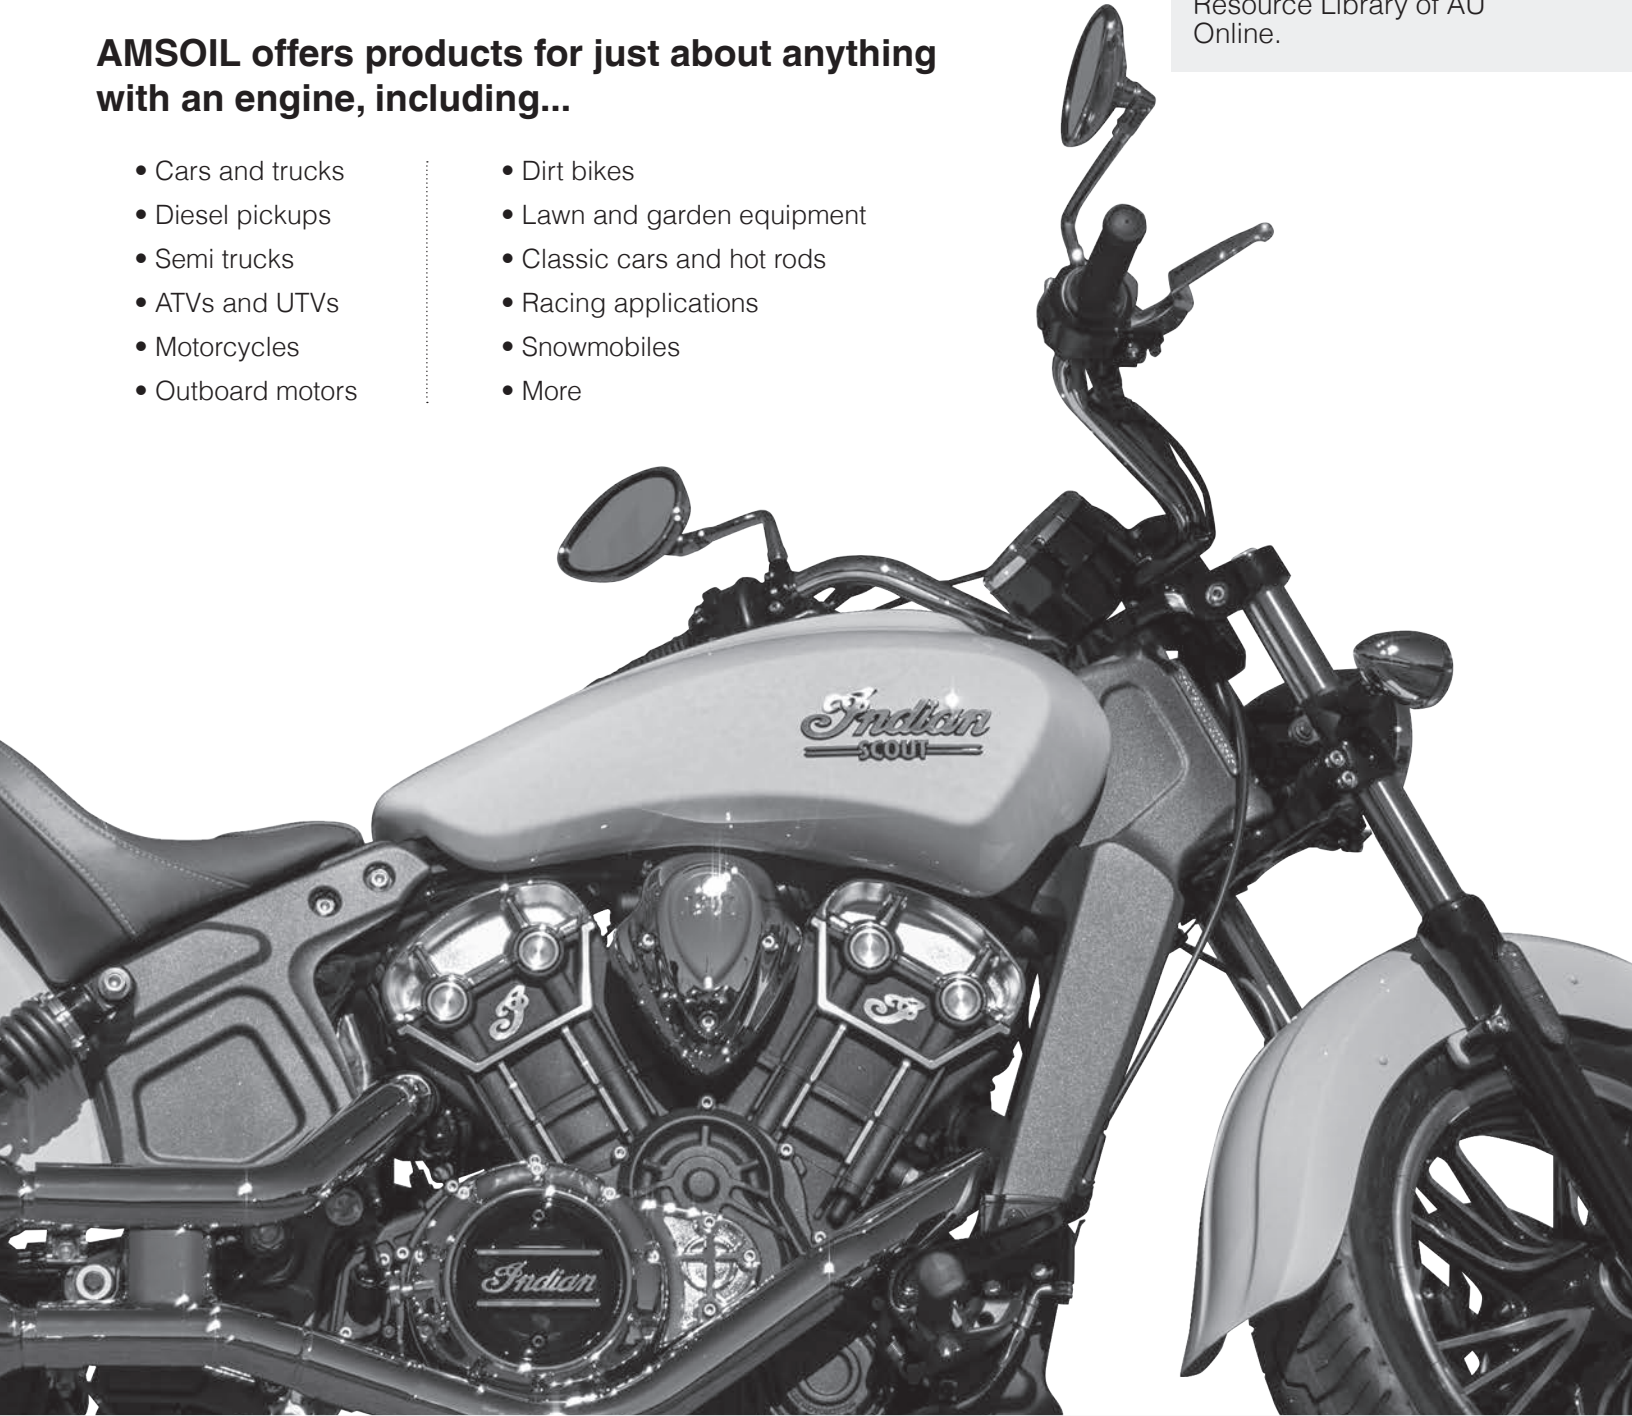 Resource Library of AU
Online.
AMSOIL offers products for just about anything
with an engine, including...
• Cars and trucks
• Diesel pickups
• Semi trucks
• ATVs and UTVs
• Motorcycles
• Outboard motors
• Dirt bikes
• Lawn and garden equipment
• Classic cars and hot rods
• Racing applications
• Snowmobiles
• More
Indian
SCOUT
Indian